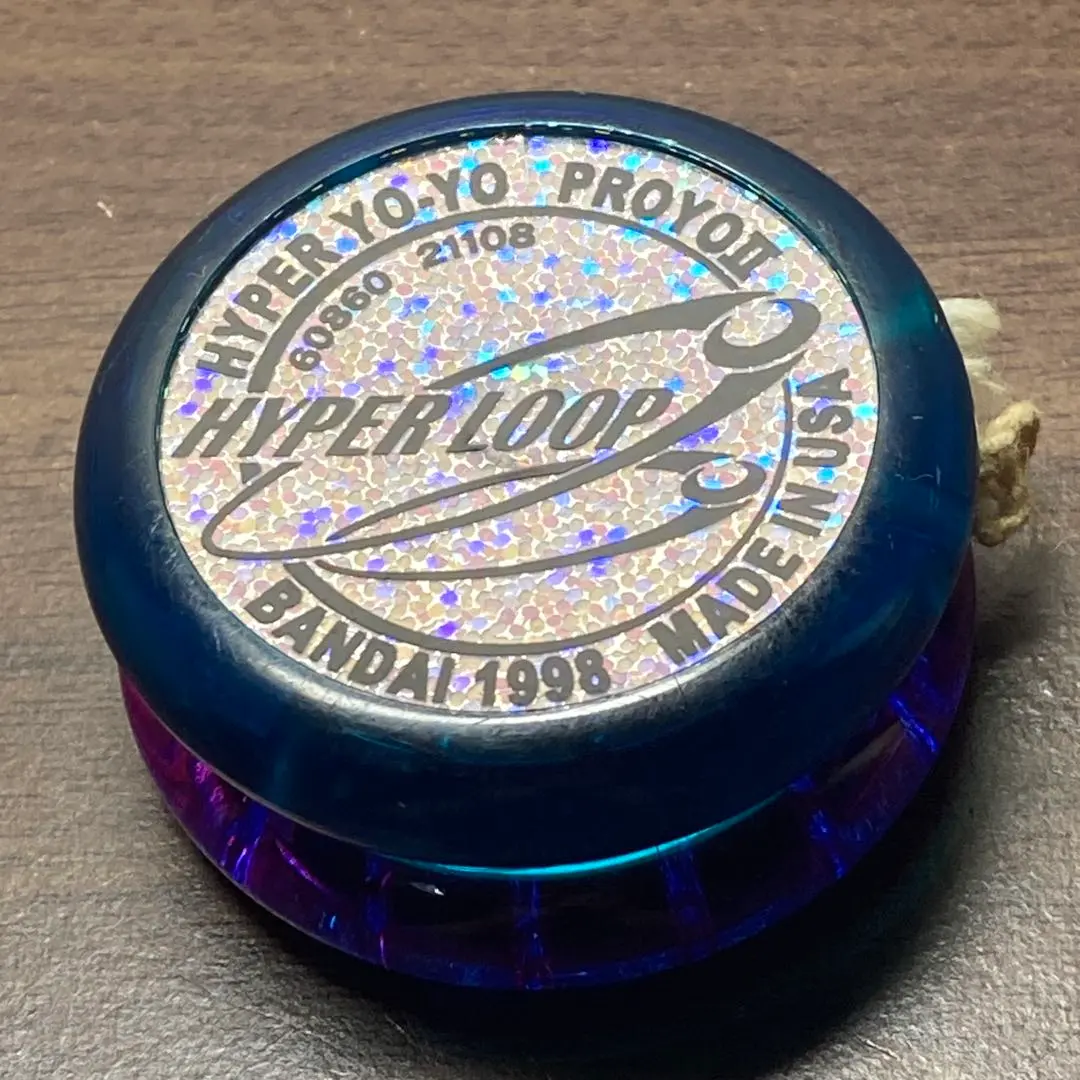 HYPER YO-YO PROYOII
60860 21108
HYPER LOOP
BANDAI 1998 MADE IN USA